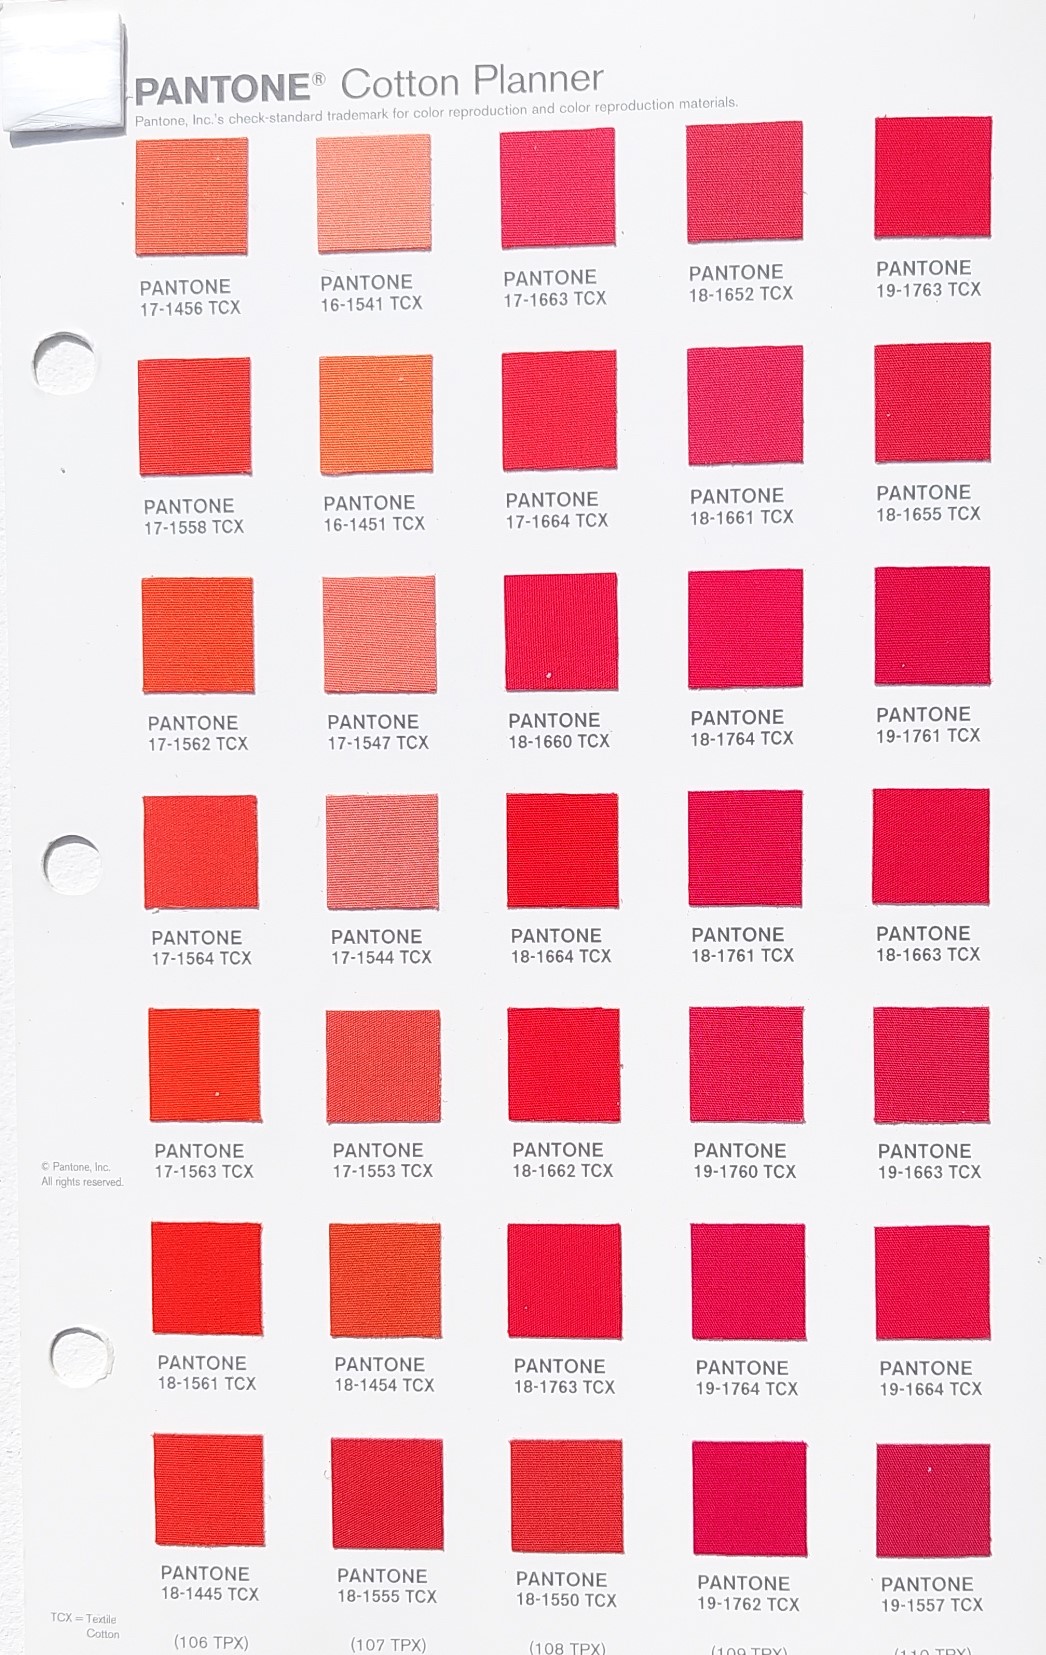 PANTONE® Cotton Planner
Pantone, Inc.'s check-standard trademark for color reproduction and color reproduction materials.
PANTONE PANTONE PANTONE PANTONE PANTONE
17-1456 TCX 16-1541 TCX 17-1663 TCX 18-1652 TCX 19-1763 TCX
PANTONE PANTONE PANTONE PANTONE PANTONE
17-1558 TCX 16-1451 TCX 17-1664 TCX 18-1661 TCX 18-1655 TCX
PANTONE PANTONE PANTONE PANTONE PANTONE
17-1562 TCX 17-1547 TCX 18-1660 TCX 18-1764 TCX 19-1761 TCX
PANTONE PANTONE PANTONE PANTONE PANTONE
17-1564 TCX 17-1544 TCX 18-1664 TCX 18-1761 TCX 18-1663 TCX
PANTONE PANTONE PANTONE PANTONE PANTONE
17-1563 TCX 17-1553 TCX 18-1662 TCX 19-1760 TCX 19-1663 TCX
© Pantone, Inc.
All rights reserved.
PANTONE PANTONE PANTONE PANTONE PANTONE
18-1561 TCX 18-1454 TCX 18-1763 TCX 19-1764 TCX 19-1664 TCX
PANTONE PANTONE PANTONE PANTONE PANTONE
18-1445 TCX 18-1555 TCX 18-1550 TCX 19-1762 TCX 19-1557 TCX
TCX = Textile
Cotton
(106 TPX) (107 TPX) (108 TPX) (109 TPX) (110 TPX)